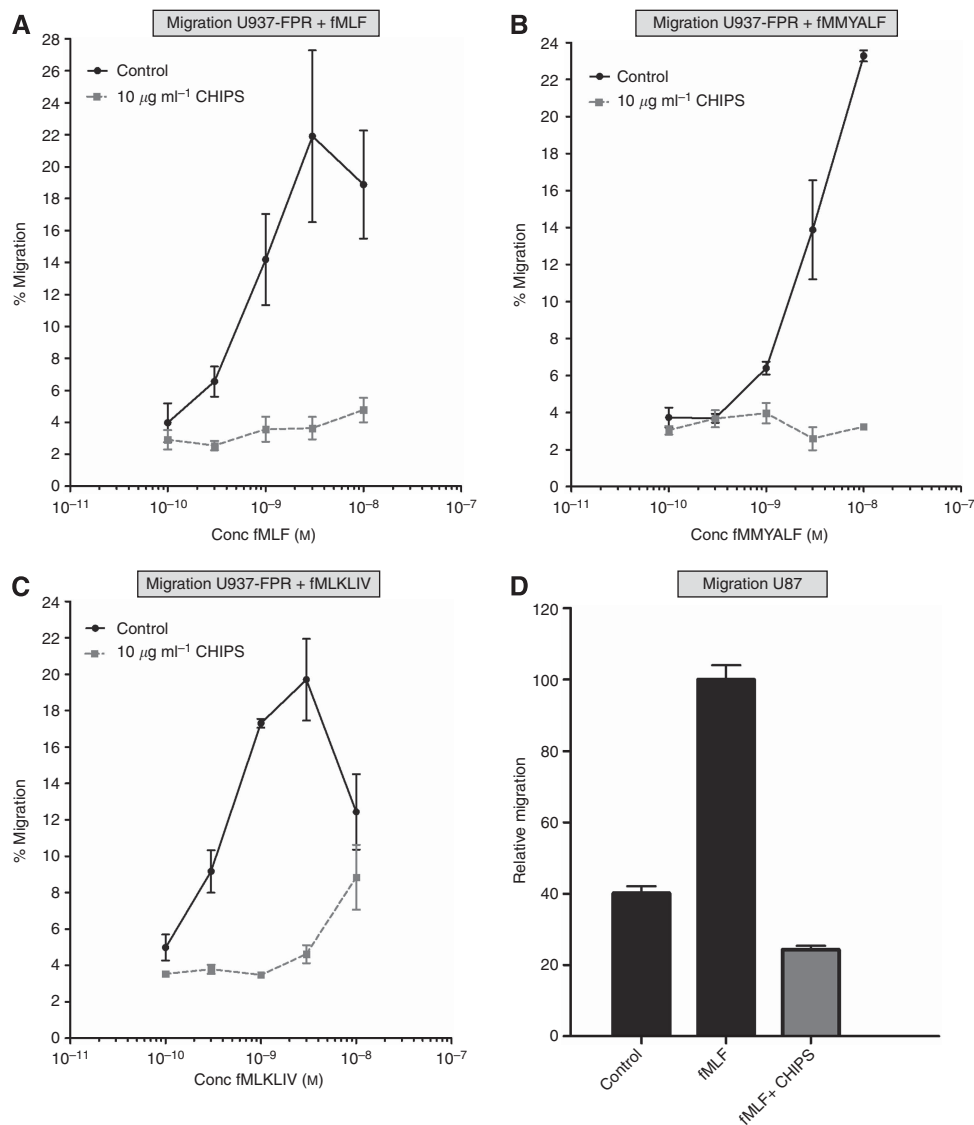 A
Migration U937-FPR + fMLF
28
26
24
22
20
18
16
14
12
10
8
6
4
2
0
% Migration
Control
10 μg ml⁻¹ CHIPS
10⁻¹¹ 10⁻¹⁰ 10⁻⁹ 10⁻⁸ 10⁻⁷
Conc fMLF (M)
B
Migration U937-FPR + fMMYALF
24
22
20
18
16
14
12
10
8
6
4
2
0
% Migration
Control
10 μg ml⁻¹ CHIPS
10⁻¹¹ 10⁻¹⁰ 10⁻⁹ 10⁻⁸ 10⁻⁷
Conc fMMYALF (M)
C
Migration U937-FPR + fMLKLIV
24
22
20
18
16
14
12
10
8
6
4
2
0
% Migration
Control
10 μg ml⁻¹ CHIPS
10⁻¹¹ 10⁻¹⁰ 10⁻⁹ 10⁻⁸ 10⁻⁷
Conc fMLKLIV (M)
D
Migration U87
120
100
80
60
40
20
0
Relative migration
Control
fMLF
fMLF+ CHIPS